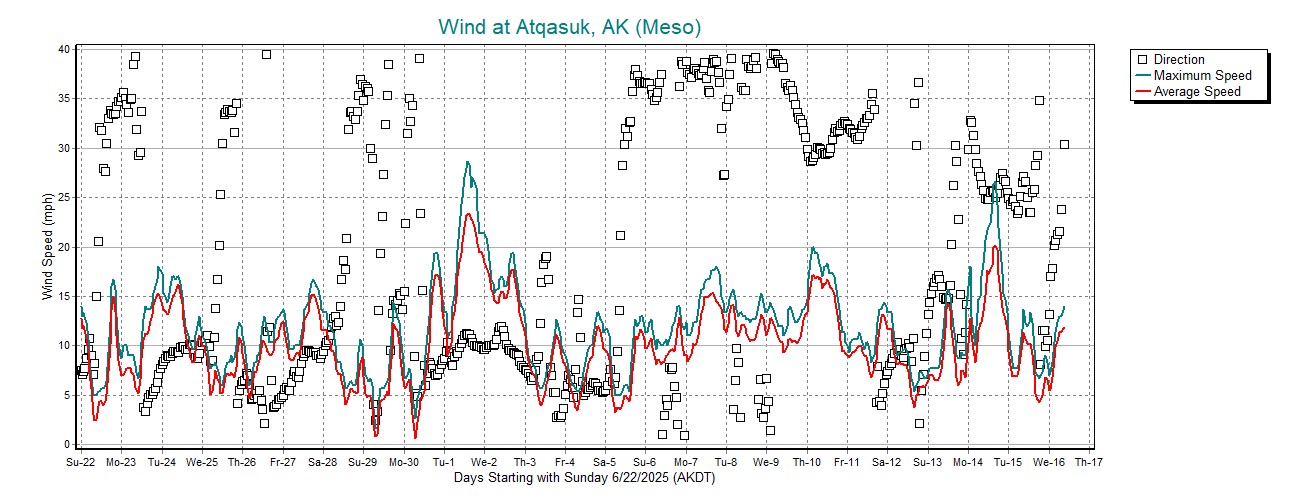 Wind at Atqasuk, AK (Meso)
Direction
Maximum Speed
Average Speed
Wind Speed (mph)
40
35
30
25
20
15
10
5
0
Su-22 Mo-23 Tu-24 We-25 Th-26 Fr-27 Sa-28 Su-29 Mo-30 Tu-1 We-2 Th-3 Fr-4 Sa-5 Su-6 Mo-7 Tu-8 We-9 Th-10 Fr-11 Sa-12 Su-13 Mo-14 Tu-15 We-16 Th-17
Days Starting with Sunday 6/22/2025 (AKDT)